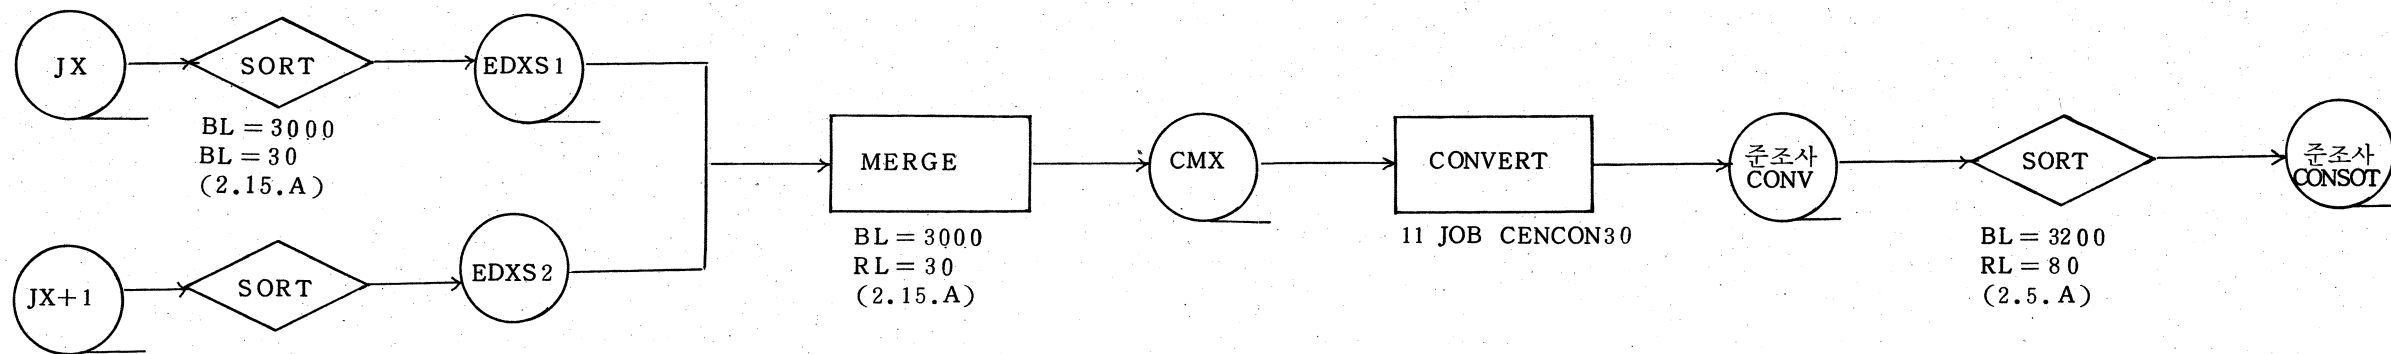 JX
SORT
EDXS1
BL=3000
BL=30
(2.15.A)
JX+1
SORT
EDXS2
MERGE
BL=3000
RL=30
(2.15.A)
CMX
CONVERT
11 JOB CENCON30
준조사
CONV
SORT
BL=3200
RL=80
(2.5.A)
준조사
CONSOT